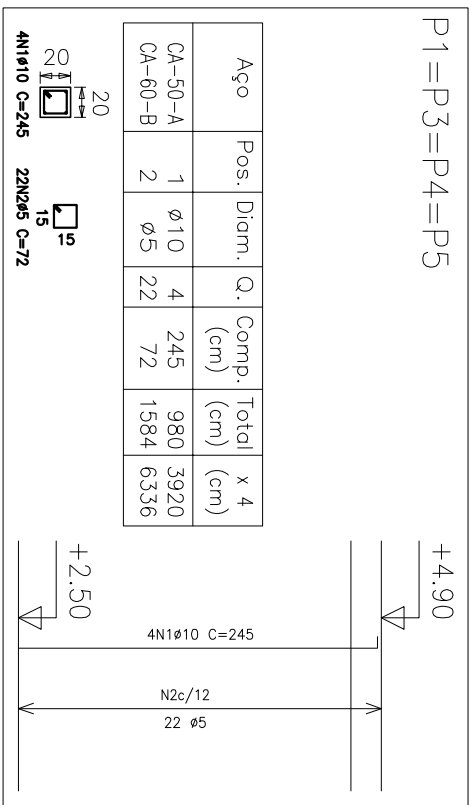 P1=P3=P4=P5
Aço Pos. Diam. Q. Comp. (cm) Total (cm) x 4 (cm)
CA-50-A 1 ø10 4 245 980 3920
CA-60-B 2 ø5 22 72 1584 6336
20
20
4N1ø10 C=245
15
15
22N2ø5 C=72
+4.90
+2.50
4N1ø10 C=245
N2c/12
22 ø5